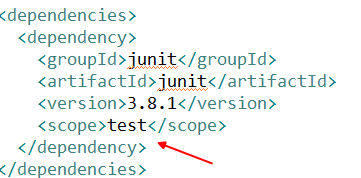 <dependencies>
<dependency>
<groupId>junit</groupId>
<artifactId>junit</artifactId>
<version>3.8.1</version>
<scope>test</scope>
</dependency>
</dependencies>